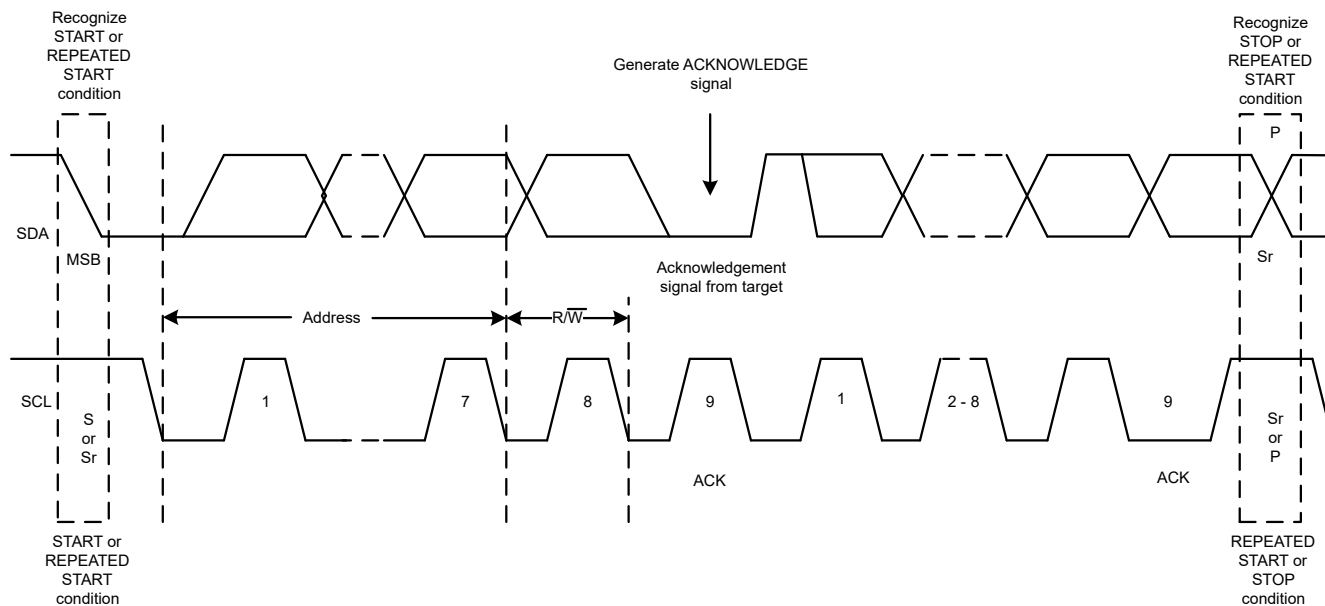 Recognize
START or
REPEATED
START
condition
Recognize
STOP or
REPEATED
START
condition
Generate ACKNOWLEDGE
signal
P
SDA
MSB
Acknowledgement
signal from target
Sr
Address
R/W̅
SCL
S
or
Sr
1
7
8
9
1
2 - 8
9
Sr
or
P
ACK
ACK
START or
REPEATED
START
condition
REPEATED
START or
STOP
condition